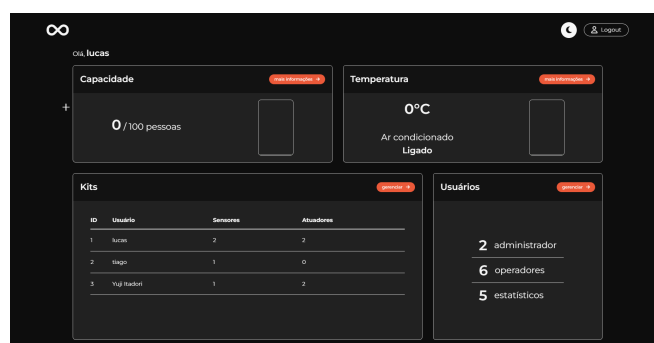 Logout
Olá, lucas
Capacidade
mais informações
0 / 100 pessoas
Temperatura
mais informações
0°C
Ar condicionado
Ligado
Kits
gerenciar
ID Usuário Sensores Atuadores
1 lucas 2 2
2 tiago 1 0
3 Yuji Itadori 1 2
Usuários
gerenciar
2 administrador
6 operadores
5 estatísticos